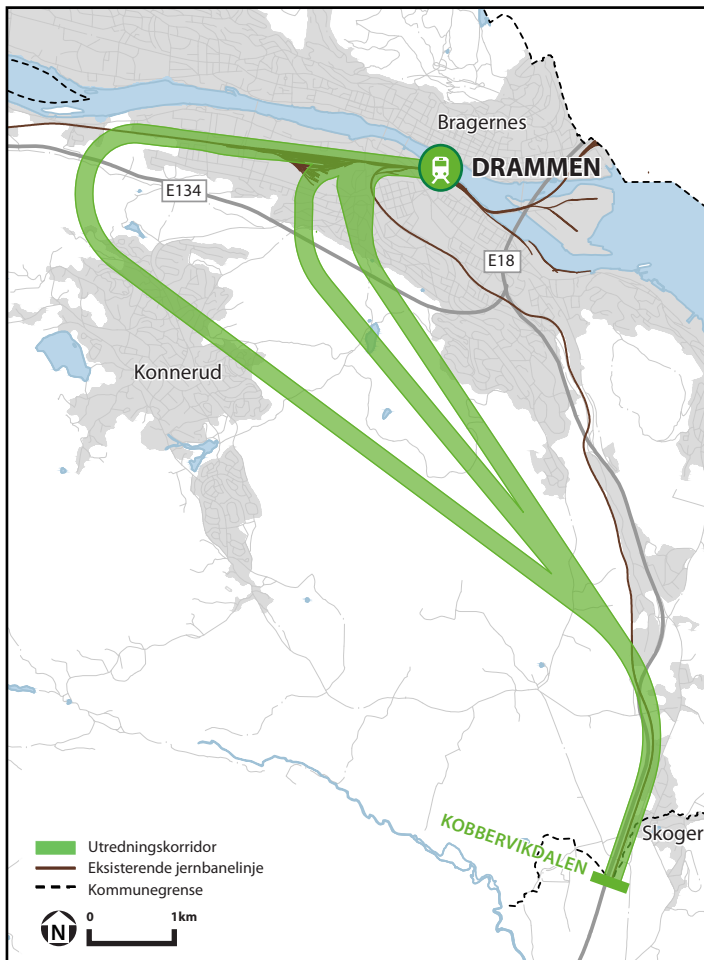 Bragernes
DRAMMEN
E134
E18
Konnerud
KOBBERVIKDALEN
Skoger
Utredningskorridor
Eksisterende jernbanelinje
Kommunegrense
0 1km
N